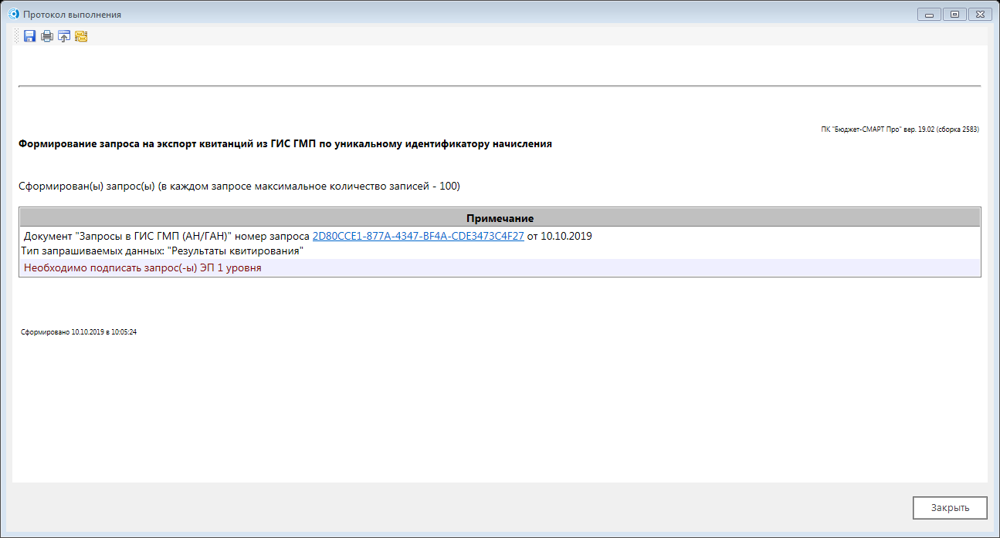 Протокол выполнения
ПК "Бюджет-СМАРТ Про" вер. 19.02 (сборка 2583)
Формирование запроса на экспорт квитанций из ГИС ГМП по уникальному идентификатору начисления
Сформирован(ы) запрос(ы) (в каждом запросе максимальное количество записей - 100)
Примечание
Документ "Запросы в ГИС ГМП (АН/ГАН)" номер запроса 2D80CCE1-877A-4347-BF4A-CDE3473C4F27 от 10.10.2019
Тип запрашиваемых данных: "Результаты квитирования"
Необходимо подписать запрос(-ы) ЭП 1 уровня
Сформировано 10.10.2019 в 10:05:24
Закрыть